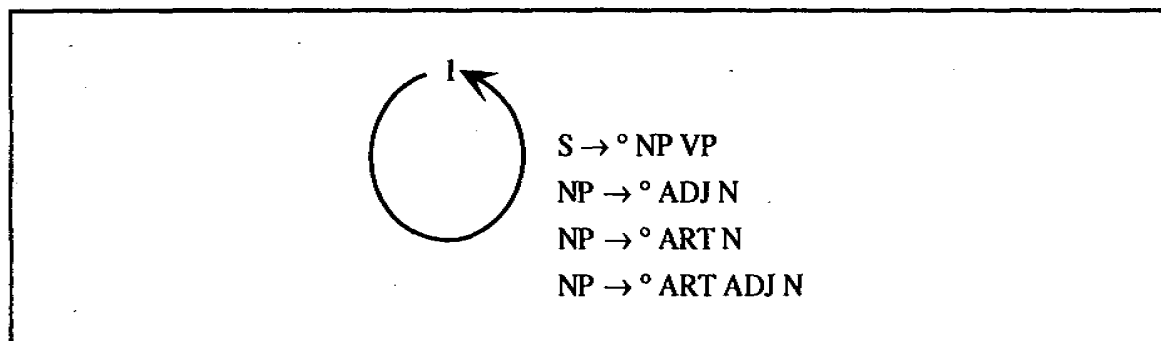 1
S → ° NP VP
NP → ° ADJ N
NP → ° ART N
NP → ° ART ADJ N